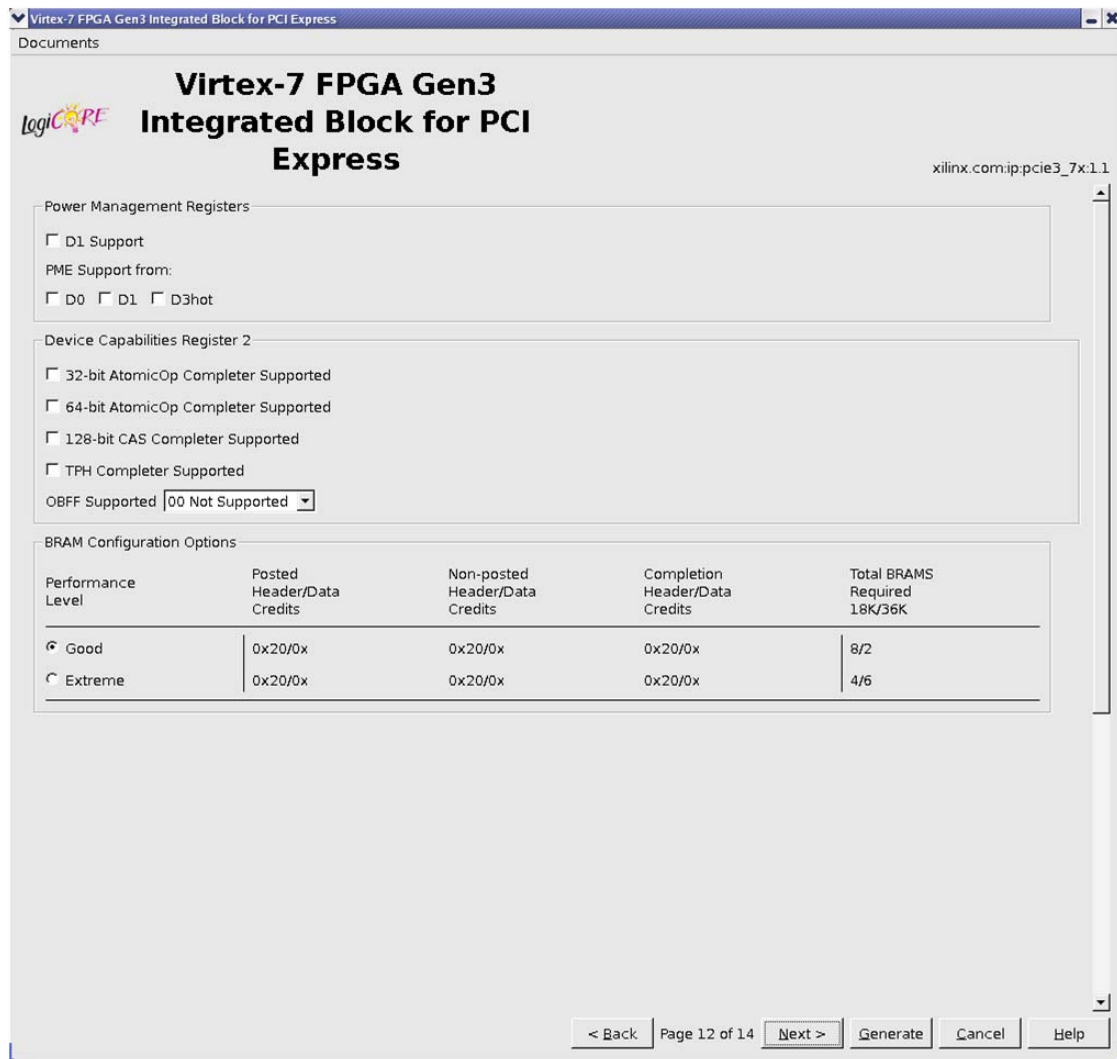 Virtex-7 FPGA Gen3 Integrated Block for PCI Express
Documents
LogiCORE
Virtex-7 FPGA Gen3
Integrated Block for PCI
Express
xilinx.com:ip:pcie3_7x:1.1
Power Management Registers
D1 Support
PME Support from:
D0 D1 D3hot
Device Capabilities Register 2
32-bit AtomicOp Completer Supported
64-bit AtomicOp Completer Supported
128-bit CAS Completer Supported
TPH Completer Supported
OBFF Supported 00 Not Supported
BRAM Configuration Options
Performance
Level
Posted
Header/Data
Credits
Non-posted
Header/Data
Credits
Completion
Header/Data
Credits
Total BRAMS
Required
18K/36K
Good 0x20/0x 0x20/0x 0x20/0x 8/2
Extreme 0x20/0x 0x20/0x 0x20/0x 4/6
< Back Page 12 of 14 Next > Generate Cancel Help